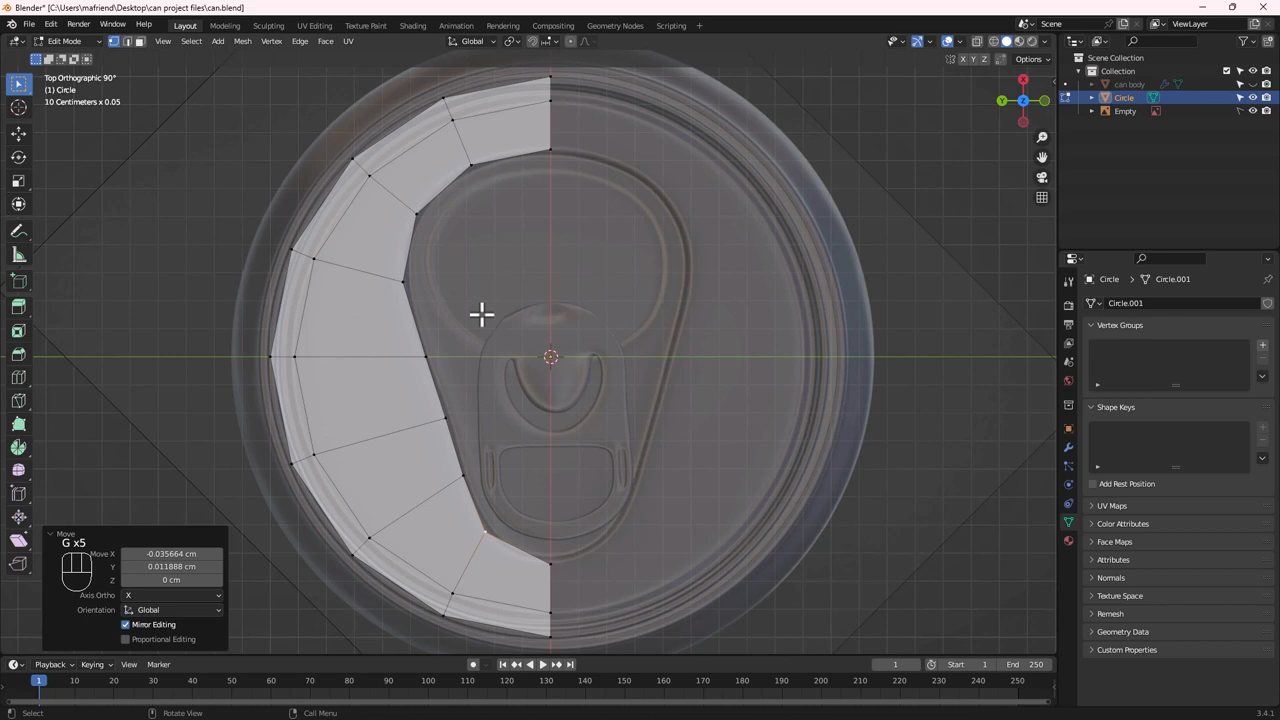 Blender* [C:\Users\mafriend\Desktop\can project files\can.blend]
File Edit Render Window Help Layout Modeling Sculpting UV Editing Texture Paint Shading Animation Rendering Compositing Geometry Nodes Scripting + Scene ViewLayer
Edit Mode View Select Add Mesh Vertex Edge Face UV Global
X Y Z Options
Top Orthographic 90°
(1) Circle
10 Centimeters x 0.05
X
Y
Z
Scene Collection
Collection
can body
Circle
Empty
Circle Circle.001
Circle.001
Vertex Groups
Shape Keys
Add Rest Position
UV Maps
Color Attributes
Face Maps
Attributes
Normals
Texture Space
Remesh
Geometry Data
Custom Properties
Move
G x5
Move X -0.035664 cm
Y 0.011888 cm
Z 0 cm
Axis Ortho X
Orientation Global
Mirror Editing
Proportional Editing
Playback Keying View Marker 1 Start 1 End 250
1 10 20 30 40 50 60 70 80 90 100 110 120 130 140 150 160 170 180 190 200 210 220 230 240 250
Select Rotate View Call Menu 3.4.1